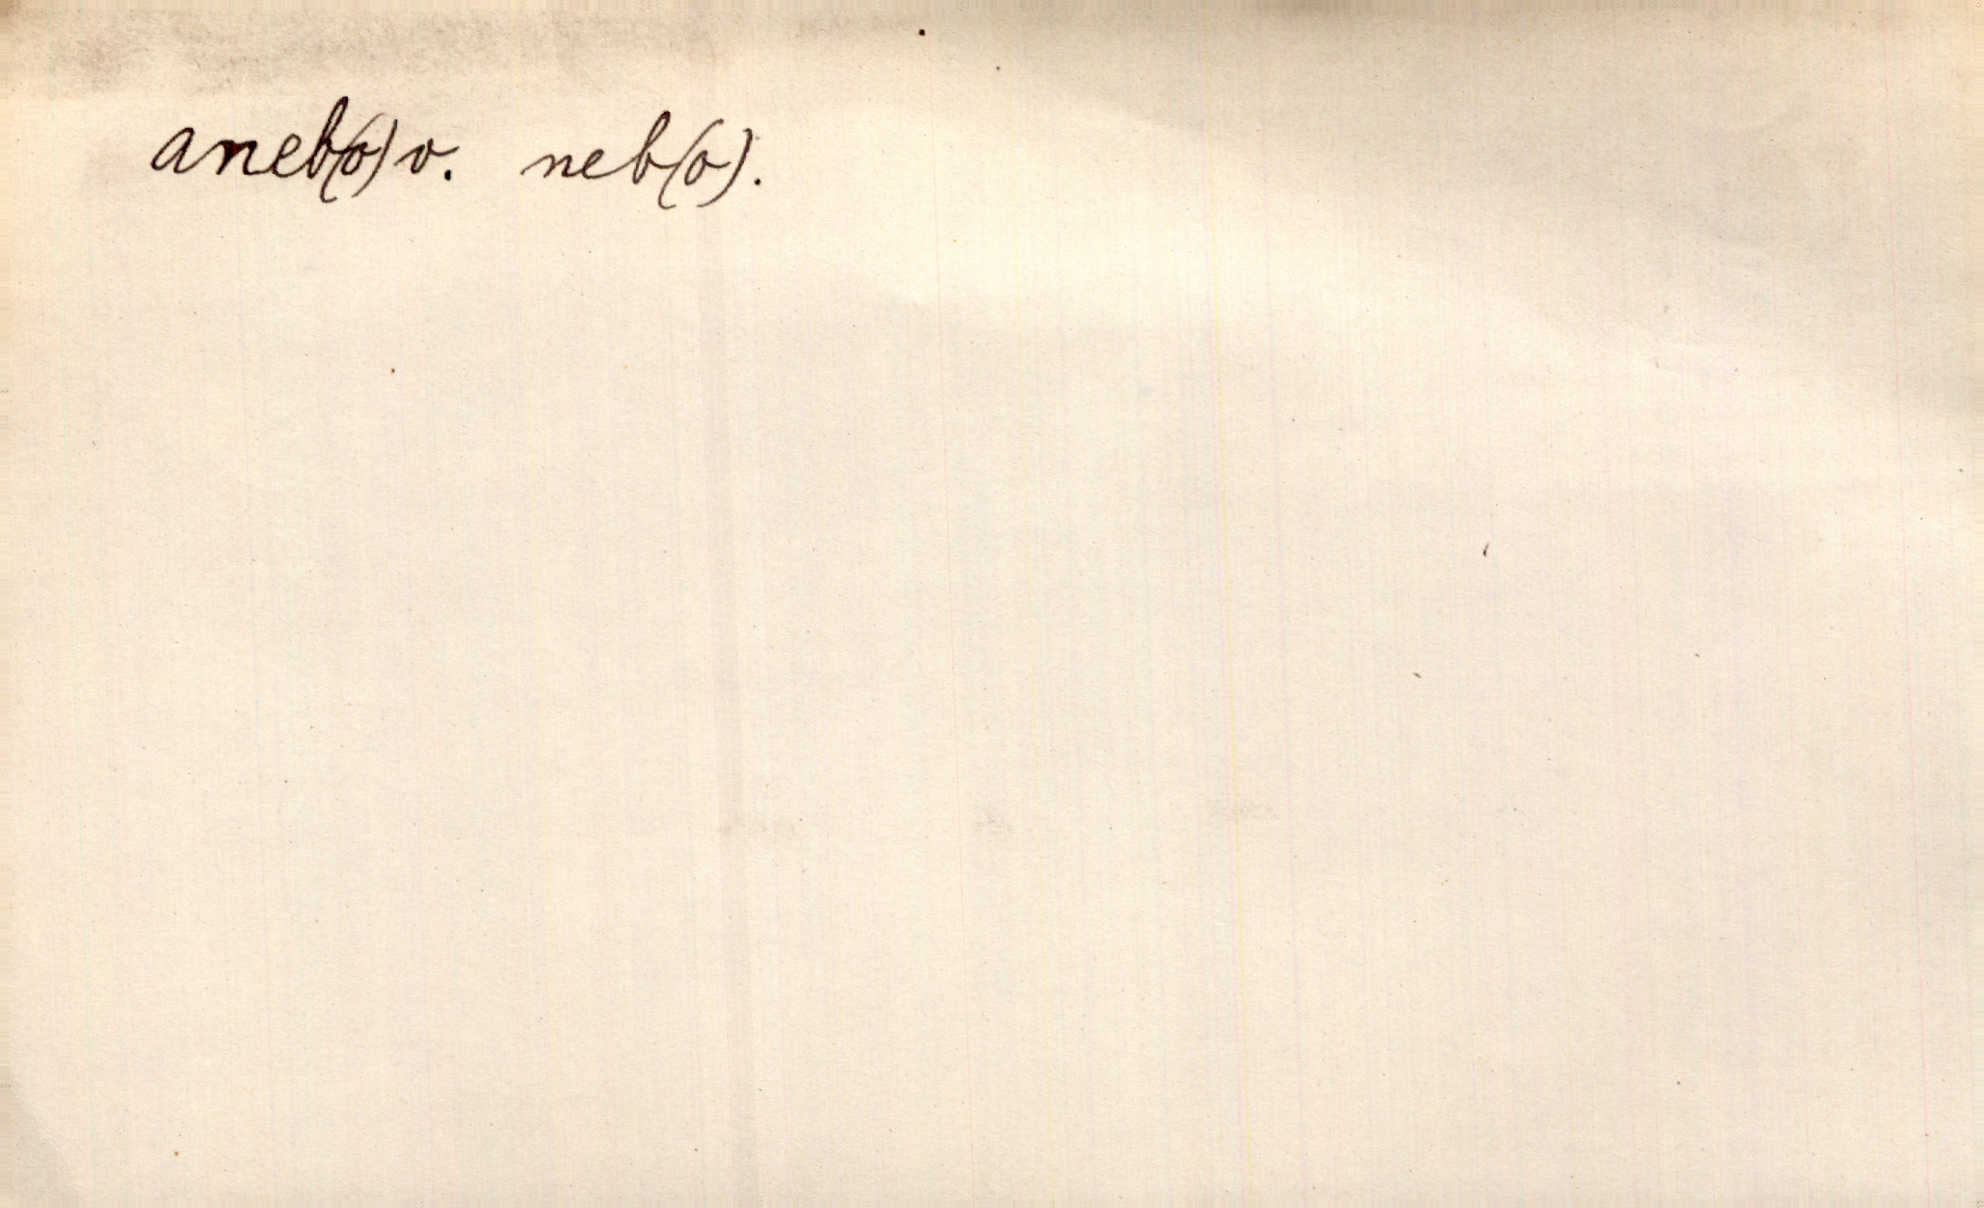 aneb(o) v. neb(o).